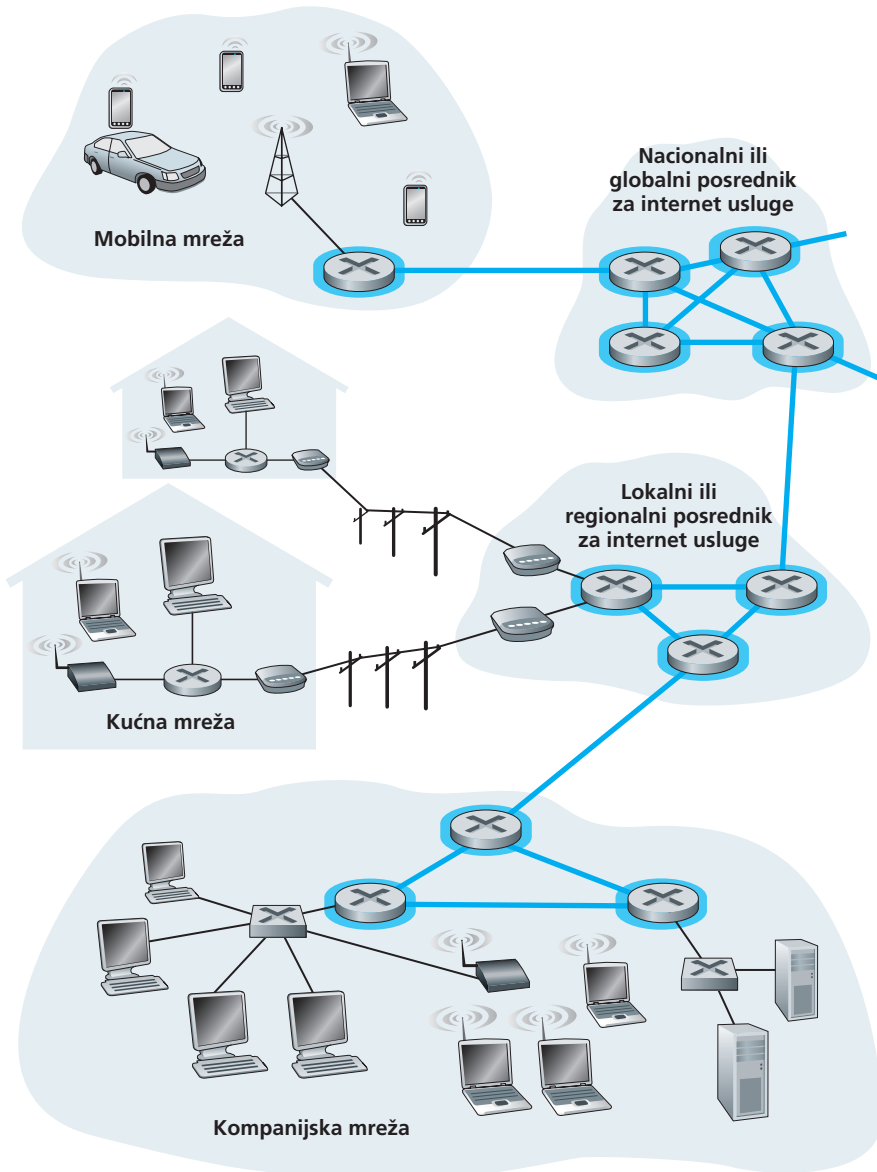 Mobilna mreža
Nacionalni ili
globalni posrednik
za internet usluge
Lokalni ili
regionalni posrednik
za internet usluge
Kućna mreža
Kompanijska mreža